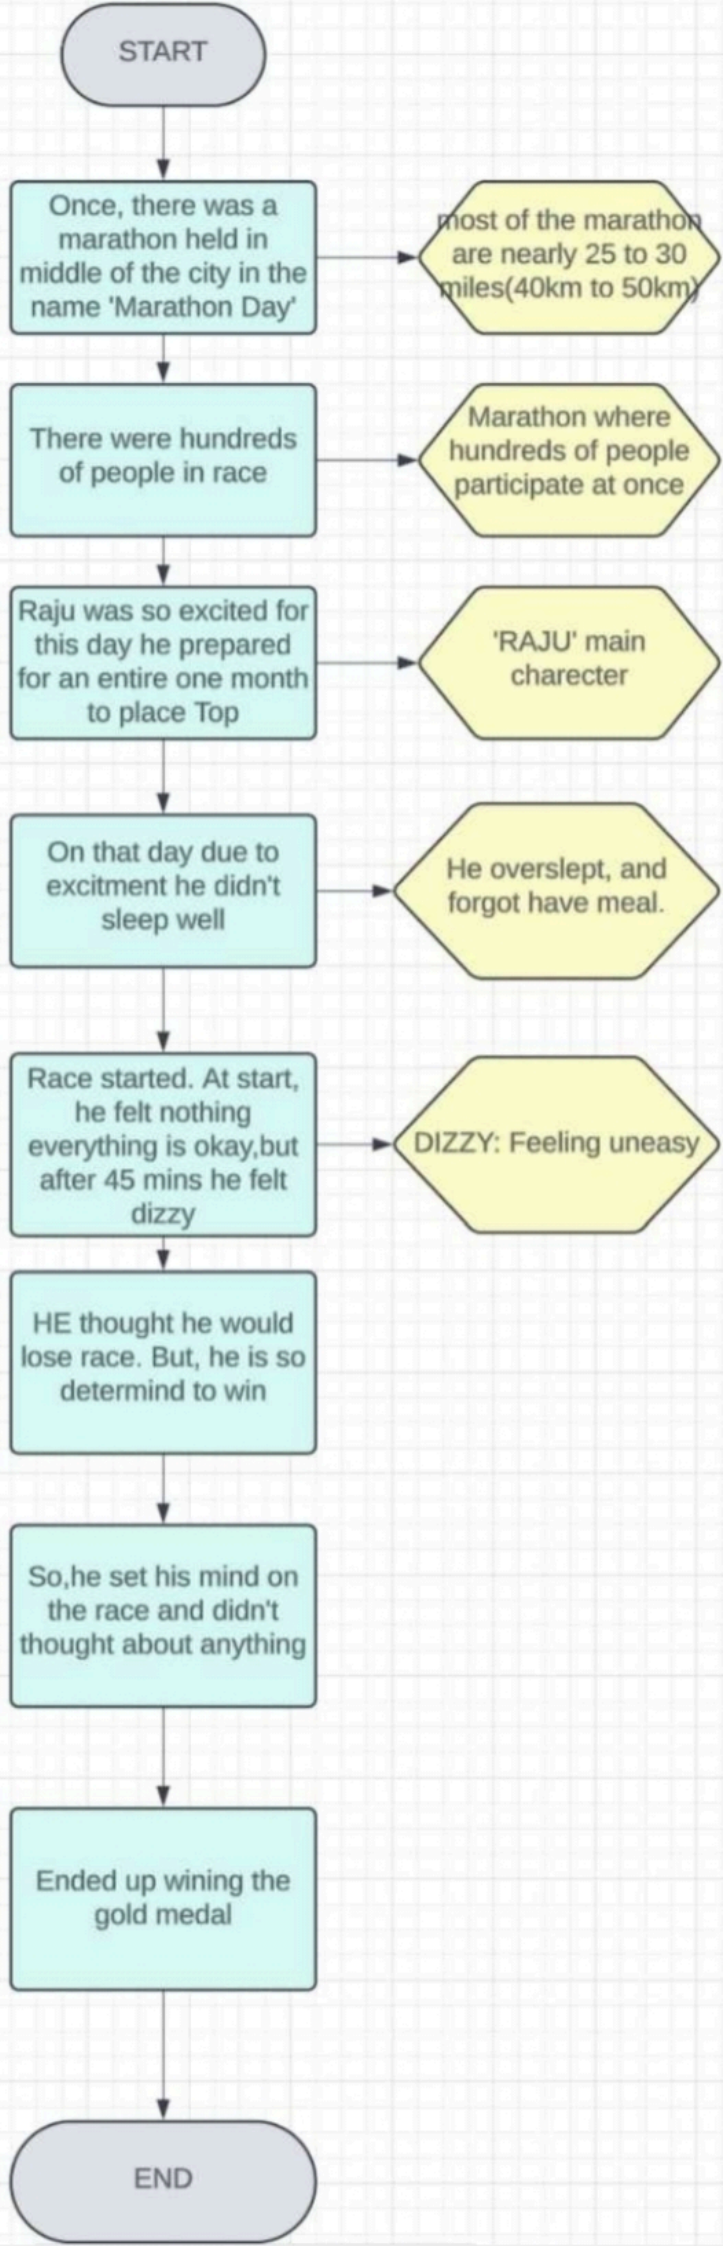 START
Once, there was a
marathon held in
middle of the city in the
name 'Marathon Day'
most of the marathon
are nearly 25 to 30
miles(40km to 50km)
There were hundreds
of people in race
Marathon where
hundreds of people
participate at once
Raju was so excited for
this day he prepared
for an entire one month
to place Top
'RAJU' main
charecter
On that day due to
excitment he didn't
sleep well
He overslept, and
forgot have meal.
Race started. At start,
he felt nothing
everything is okay,but
after 45 mins he felt
dizzy
DIZZY: Feeling uneasy
HE thought he would
lose race. But, he is so
determind to win
So,he set his mind on
the race and didn't
thought about anything
Ended up wining the
gold medal
END